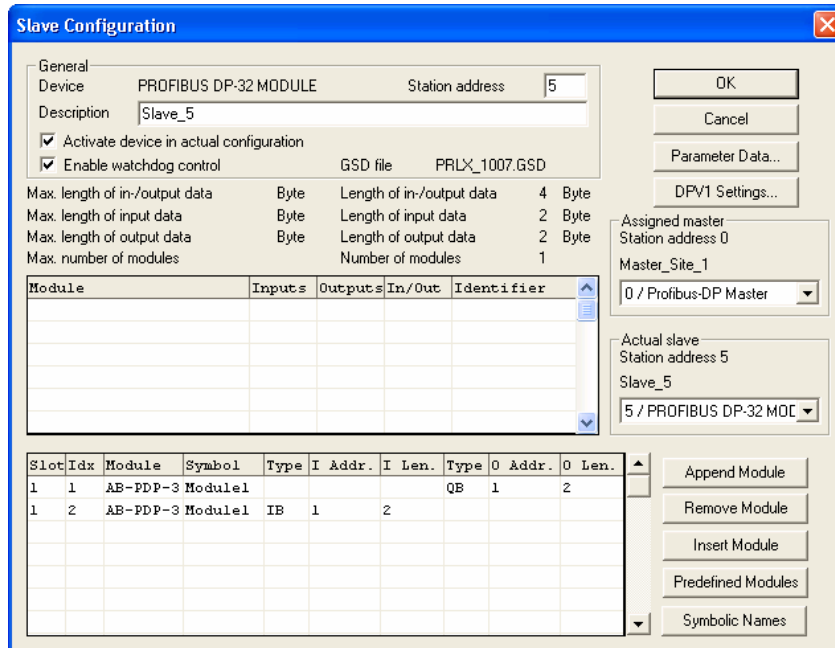 Slave Configuration
General
Device PROFIBUS DP-32 MODULE Station address 5
Description Slave_5
Activate device in actual configuration
Enable watchdog control GSD file PRLX_1007.GSD
Max. length of in-/output data Byte Length of in-/output data 4 Byte
Max. length of input data Byte Length of input data 2 Byte
Max. length of output data Byte Length of output data 2 Byte
Max. number of modules Number of modules 1
Module Inputs Outputs In/Out Identifier
OK
Cancel
Parameter Data...
DPV1 Settings...
Assigned master
Station address 0
Master_Site_1
0 / Profibus-DP Master
Actual slave
Station address 5
Slave_5
5 / PROFIBUS DP-32 MOD
Slot Idx Module Symbol Type I Addr. I Len. Type O Addr. O Len.
1 1 AB-PDP-3 Module1 QB 1 2
1 2 AB-PDP-3 Module1 IB 1 2
Append Module
Remove Module
Insert Module
Predefined Modules
Symbolic Names